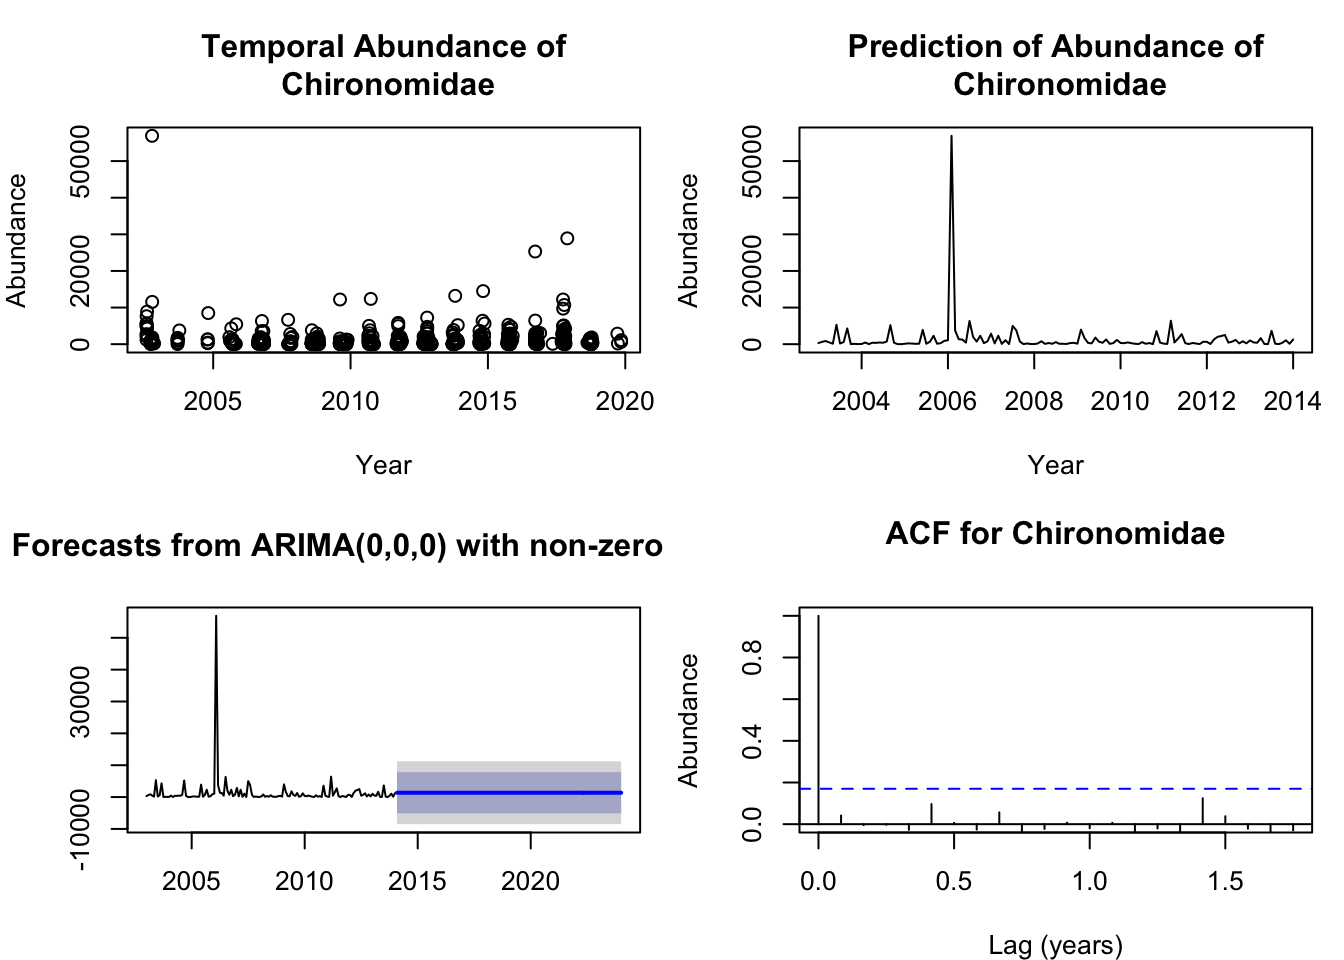 Temporal Abundance of
Chironomidae
Abundance
50000
20000
0
2005 2010 2015 2020
Year
Prediction of Abundance of
Chironomidae
Abundance
50000
20000
0
2004 2006 2008 2010 2012 2014
Year
Forecasts from ARIMA(0,0,0) with non-zero
30000
-10000
2005 2010 2015 2020
ACF for Chironomidae
Abundance
0.8
0.4
0.0
0.0 0.5 1.0 1.5
Lag (years)